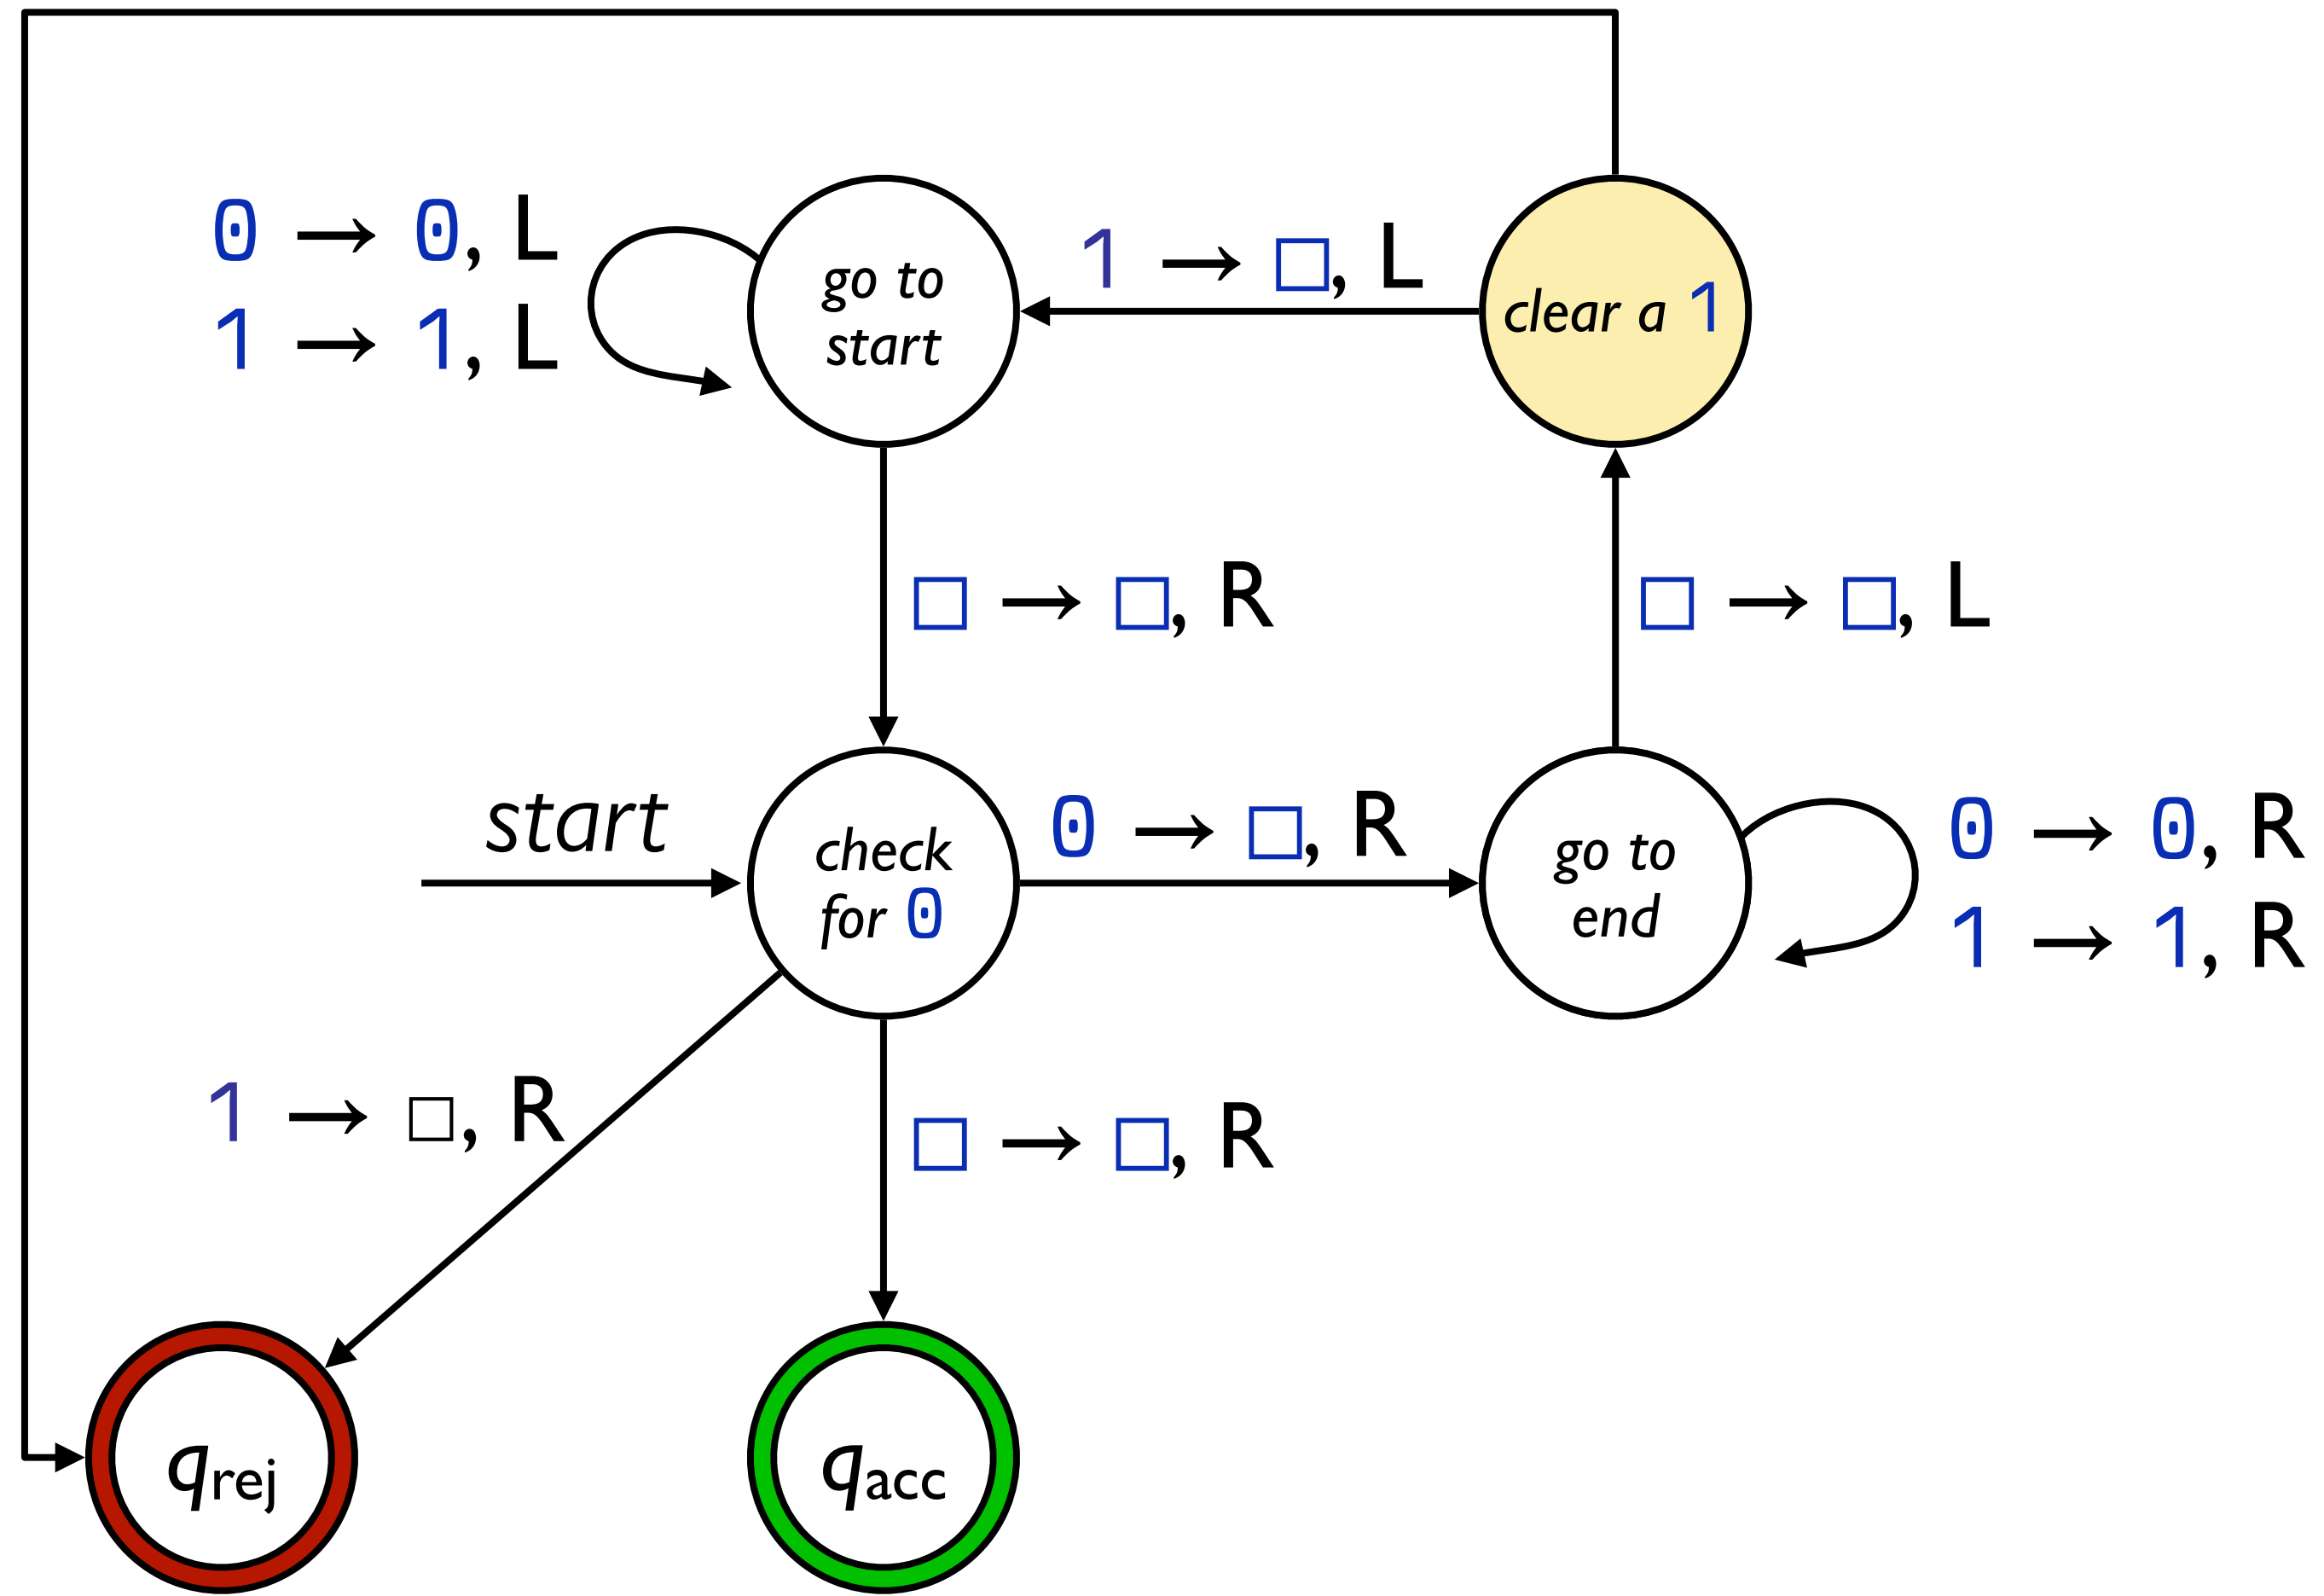 0 → 0, L
1 → 1, L
go to
start
1 → □, L
clear a 1
□ → □, R
□ → □, L
start
check
for 0
0 → □, R
go to
end
0 → 0, R
1 → 1, R
1 → □, R
□ → □, R
qrej
qacc